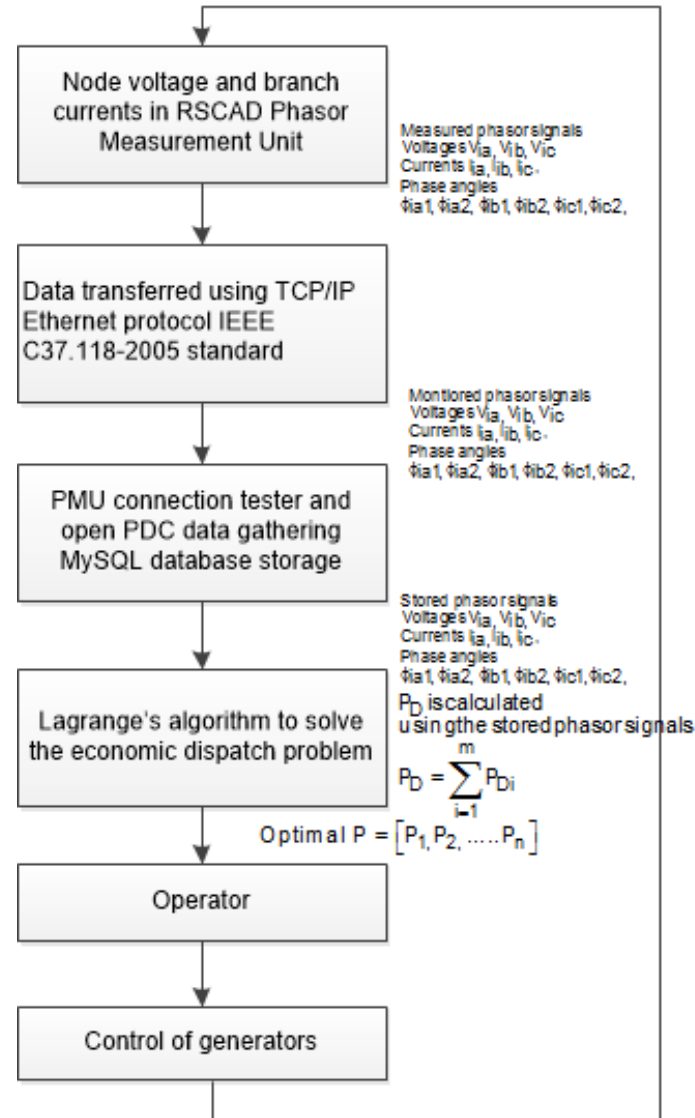 Node voltage and branch
currents in RSCAD Phasor
Measurement Unit
Measured phasor signals
Voltages Via, Vib, Vic
Currents Iia, Iib, Iic.
Phase angles
ϕia1, ϕia2, ϕib1, ϕib2, ϕic1, ϕic2,
Data transferred using TCP/IP
Ethernet protocol IEEE
C37.118-2005 standard
Montiored phasor signals
Voltages Via, Vib, Vic
Currents Iia, Iib, Iic.
Phase angles
ϕia1, ϕia2, ϕib1, ϕib2, ϕic1, ϕic2,
PMU connection tester and
open PDC data gathering
MySQL database storage
Stored phasor signals
Voltages Via, Vib, Vic
Currents Iia, Iib, Iic.
Phase angles
ϕia1, ϕia2, ϕib1, ϕib2, ϕic1, ϕic2,
Lagrange's algorithm to solve
the economic dispatch problem
PD is calculated
using the stored phasor signals
m
PD = ∑ PDi
i=1
Optimal P = [P1, P2, .....Pn]
Operator
Control of generators